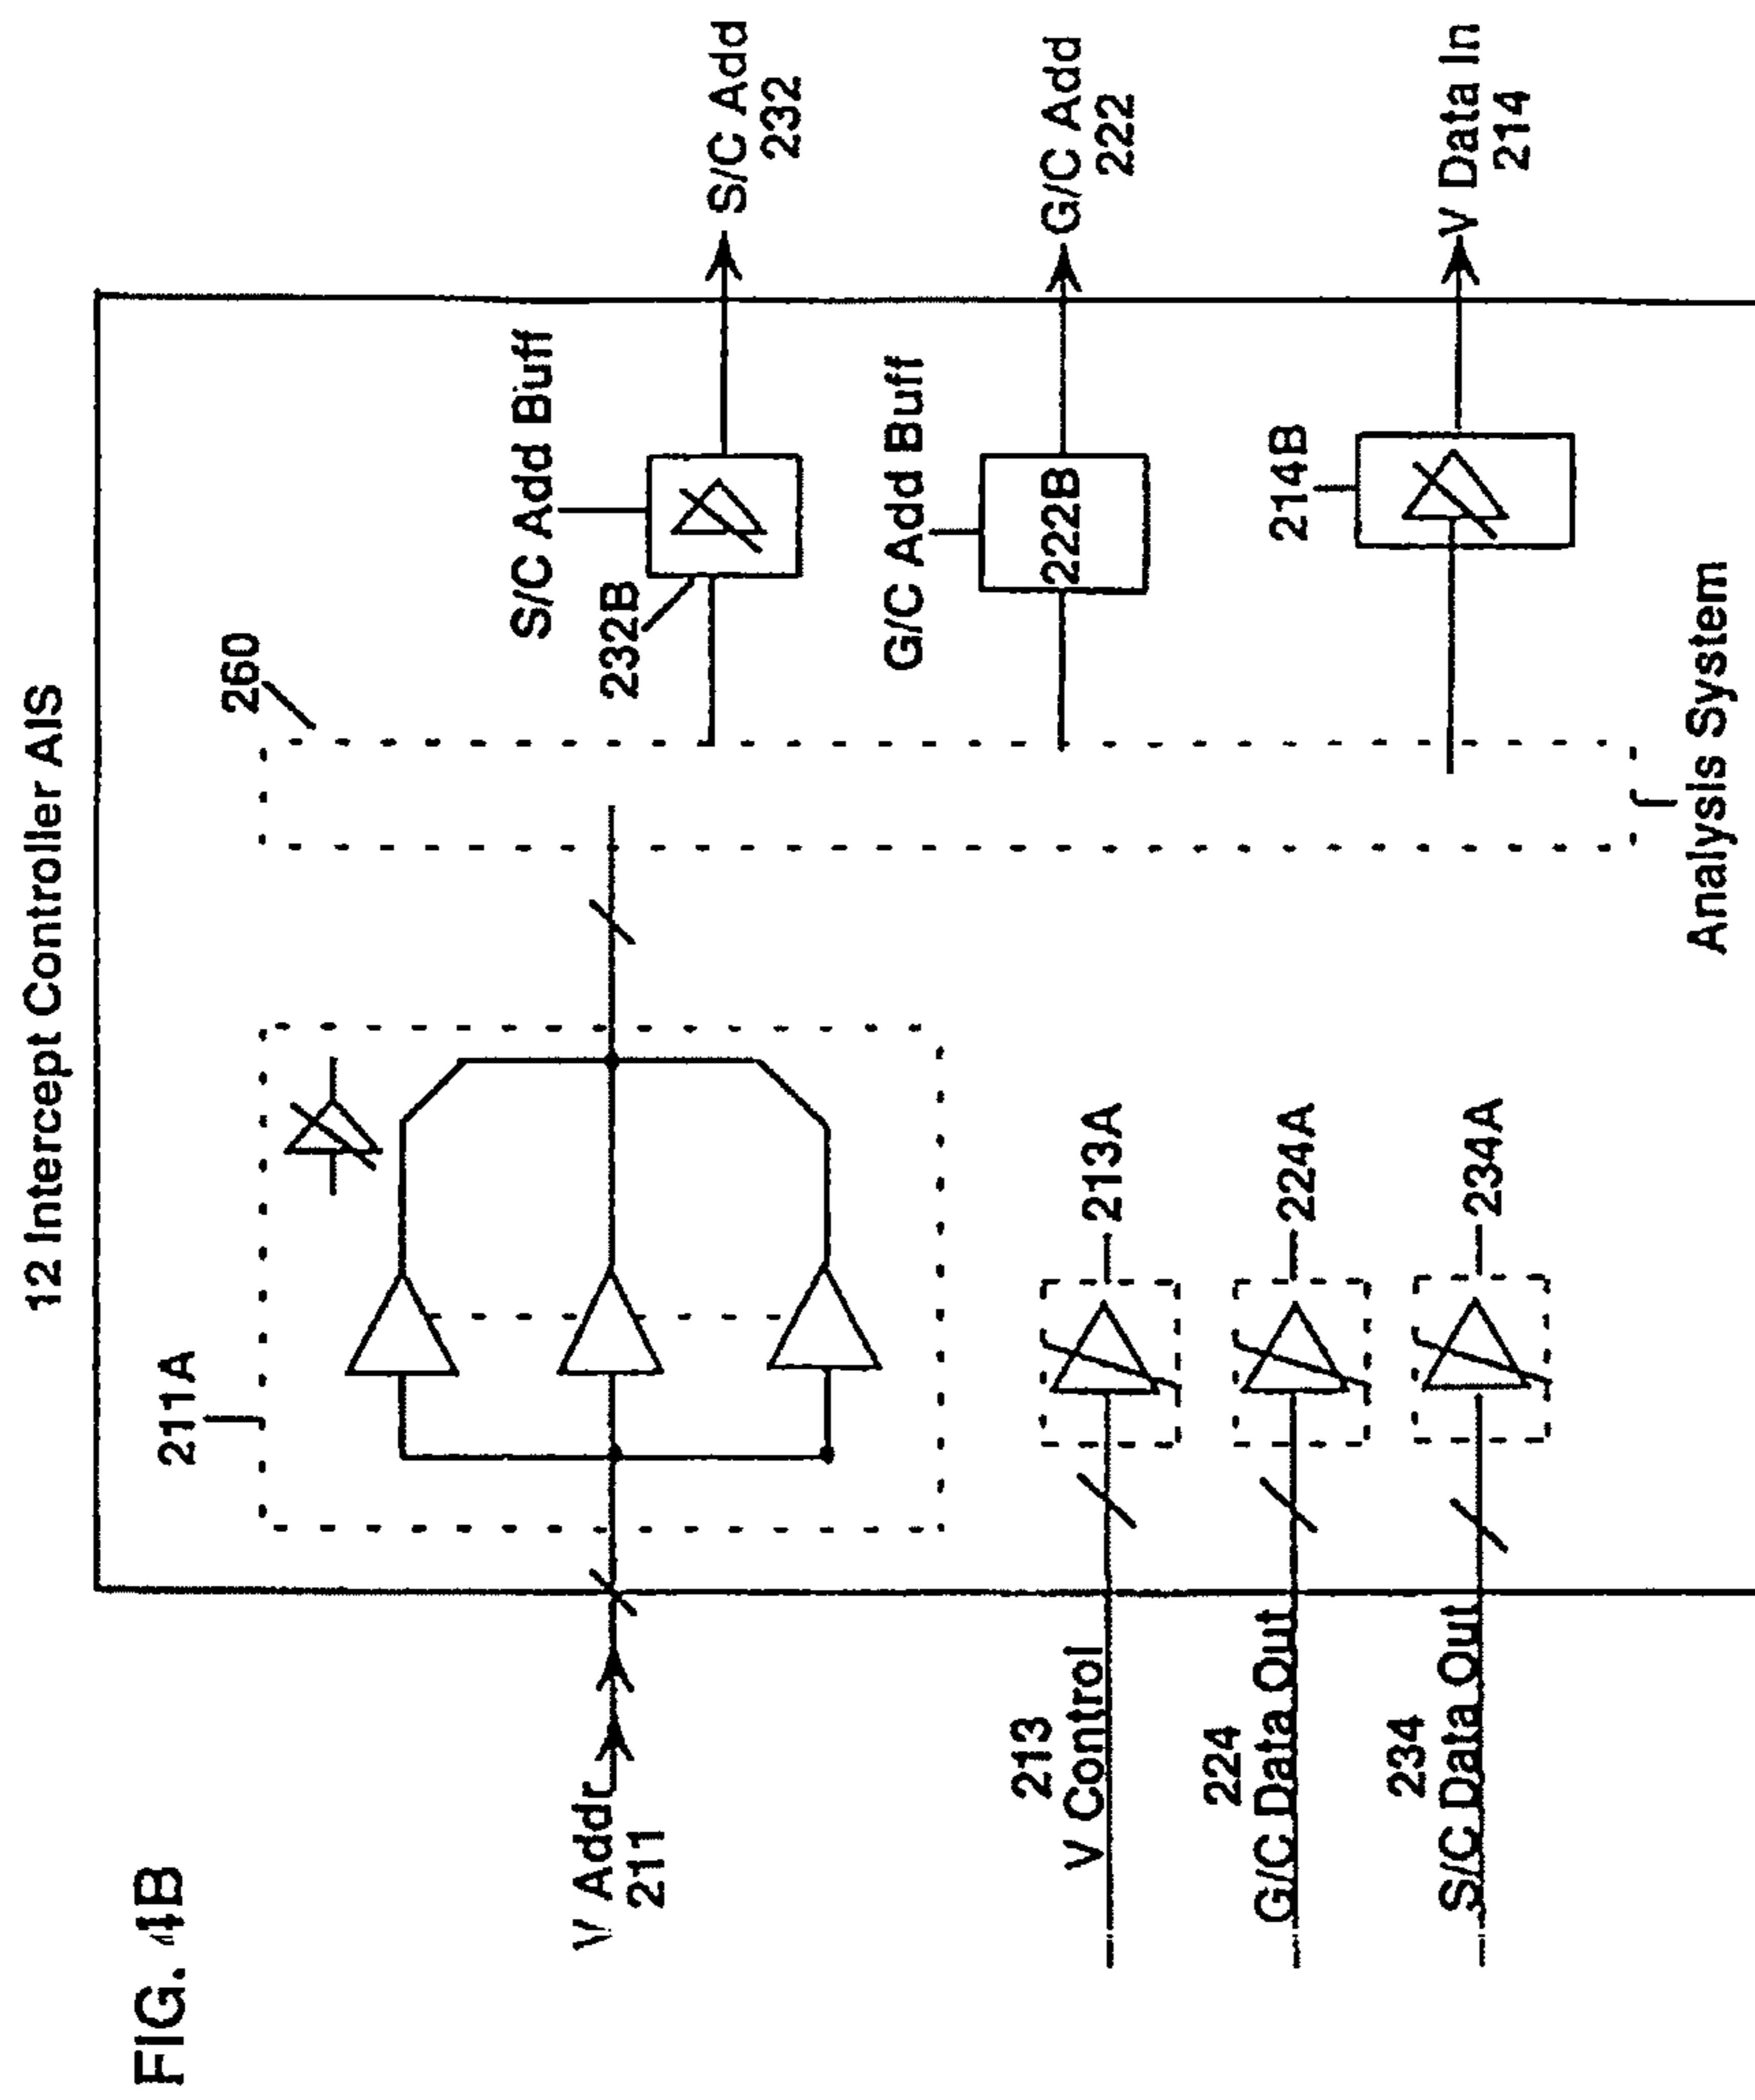 FIG. 4B
12 Intercept Controller AIS
211A
260
V Addr
211
S/C Add Buff
232B
S/C Add
232
G/C Add Buff
222B
G/C Add
222
213
V Control
213A
214B
V Data In
214
224
G/C Data Out
224A
234
S/C Data Out
234A
Analysis System